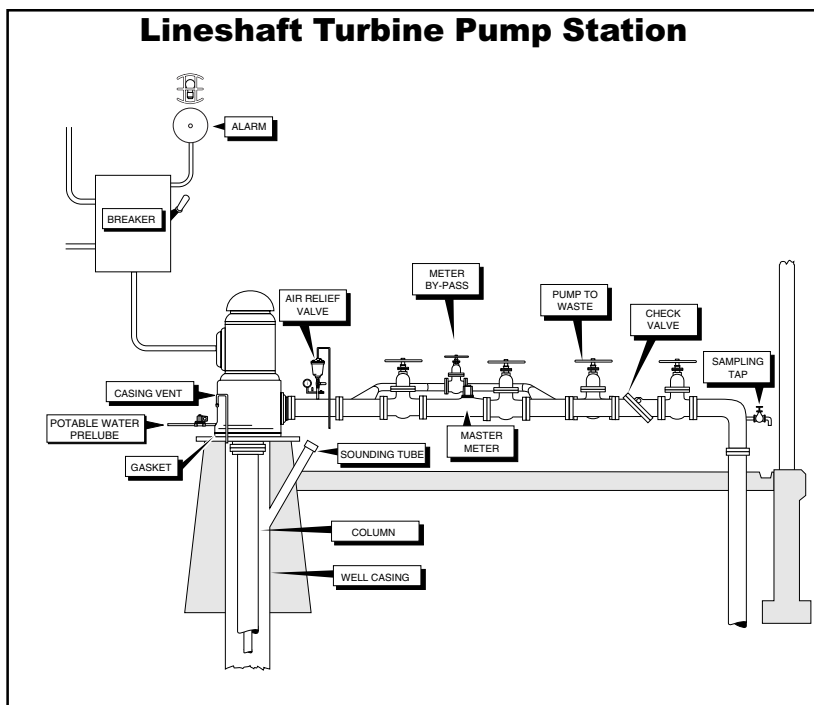 Lineshaft Turbine Pump Station
ALARM
BREAKER
METER
BY-PASS
AIR RELIEF
VALVE
PUMP TO
WASTE
CHECK
VALVE
SAMPLING
TAP
CASING VENT
POTABLE WATER
PRELUBE
GASKET
SOUNDING TUBE
MASTER
METER
COLUMN
WELL CASING